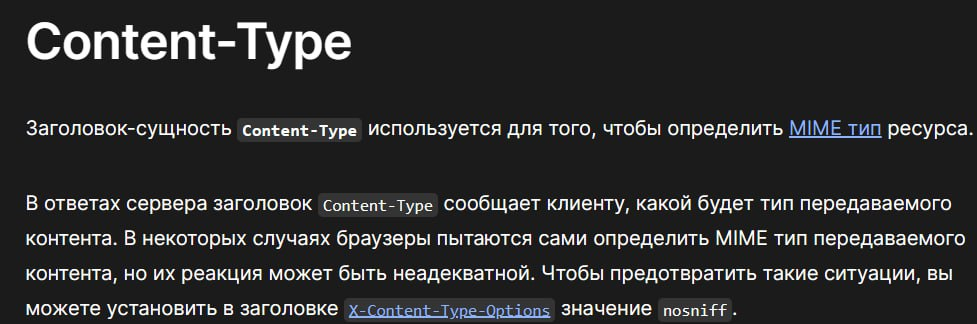 Content-Type
Заголовок-сущность Content-Type используется для того, чтобы определить MIME тип ресурса.
В ответах сервера заголовок Content-Type сообщает клиенту, какой будет тип передаваемого
контента. В некоторых случаях браузеры пытаются сами определить MIME тип передаваемого
контента, но их реакция может быть неадекватной. Чтобы предотвратить такие ситуации, вы
можете установить в заголовке X-Content-Type-Options значение nosniff.